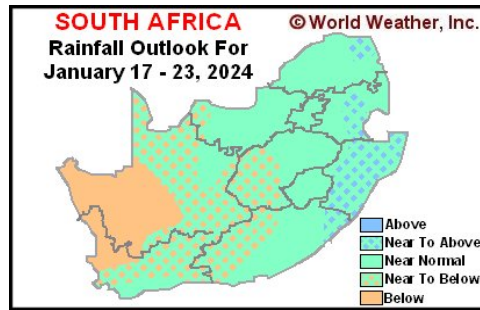 SOUTH AFRICA
© World Weather, Inc.
Rainfall Outlook For
January 17 - 23, 2024
Above
Near To Above
Near Normal
Near To Below
Below